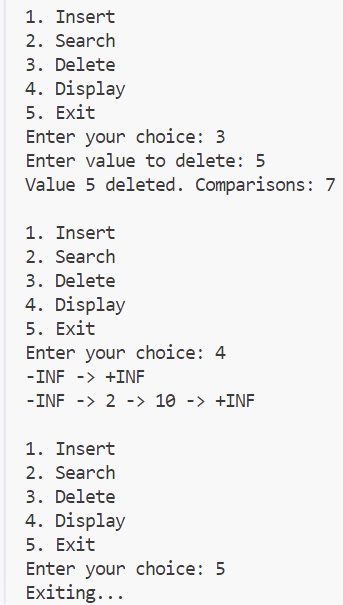 1. Insert
2. Search
3. Delete
4. Display
5. Exit
Enter your choice: 3
Enter value to delete: 5
Value 5 deleted. Comparisons: 7
1. Insert
2. Search
3. Delete
4. Display
5. Exit
Enter your choice: 4
-INF -> +INF
-INF -> 2 -> 10 -> +INF
1. Insert
2. Search
3. Delete
4. Display
5. Exit
Enter your choice: 5
Exiting...